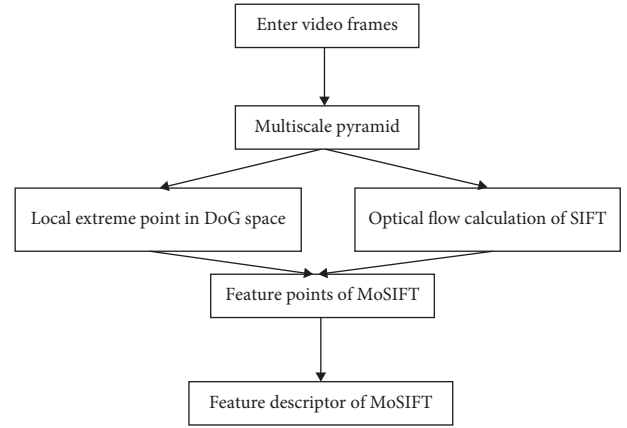 Enter video frames
Multiscale pyramid
Local extreme point in DoG space
Optical flow calculation of SIFT
Feature points of MoSIFT
Feature descriptor of MoSIFT